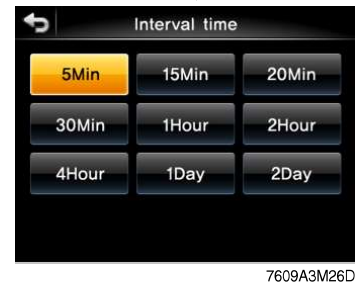 Interval time
5Min 15Min 20Min
30Min 1Hour 2Hour
4Hour 1Day 2Day
7609A3M26D